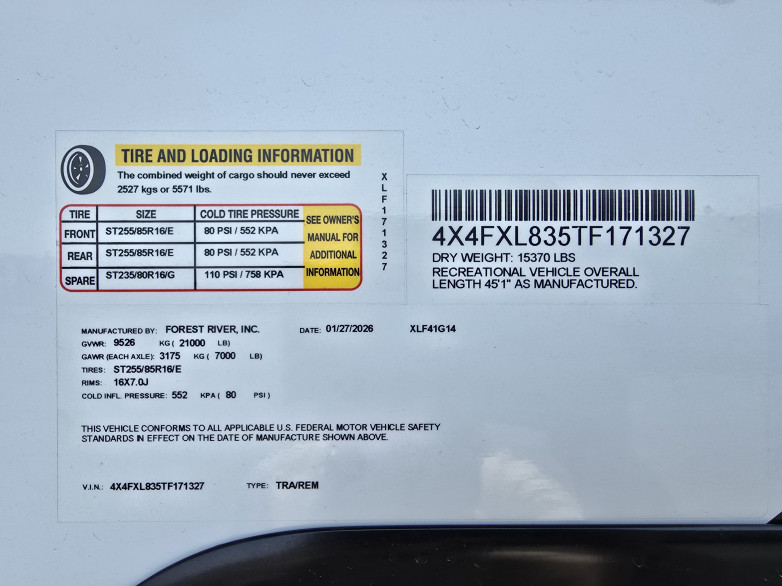 TIRE AND LOADING INFORMATION
The combined weight of cargo should never exceed
2527 kgs or 5571 lbs.
TIRE SIZE COLD TIRE PRESSURE SEE OWNER'S MANUAL FOR ADDITIONAL INFORMATION
FRONT ST255/85R16/E 80 PSI / 552 KPA
REAR ST255/85R16/E 80 PSI / 552 KPA
SPARE ST235/80R16/G 110 PSI / 758 KPA
XLF171327
4X4FXL835TF171327
DRY WEIGHT: 15370 LBS
RECREATIONAL VEHICLE OVERALL
LENGTH 45'1" AS MANUFACTURED.
MANUFACTURED BY: FOREST RIVER, INC. DATE: 01/27/2026 XLF41G14
GVWR: 9526 KG ( 21000 LB)
GAWR (EACH AXLE): 3175 KG ( 7000 LB)
TIRES: ST255/85R16/E
RIMS: 16X7.0J
COLD INFL. PRESSURE: 552 KPA ( 80 PSI )
THIS VEHICLE CONFORMS TO ALL APPLICABLE U.S. FEDERAL MOTOR VEHICLE SAFETY
STANDARDS IN EFFECT ON THE DATE OF MANUFACTURE SHOWN ABOVE.
V.I.N.: 4X4FXL835TF171327 TYPE: TRA/REM